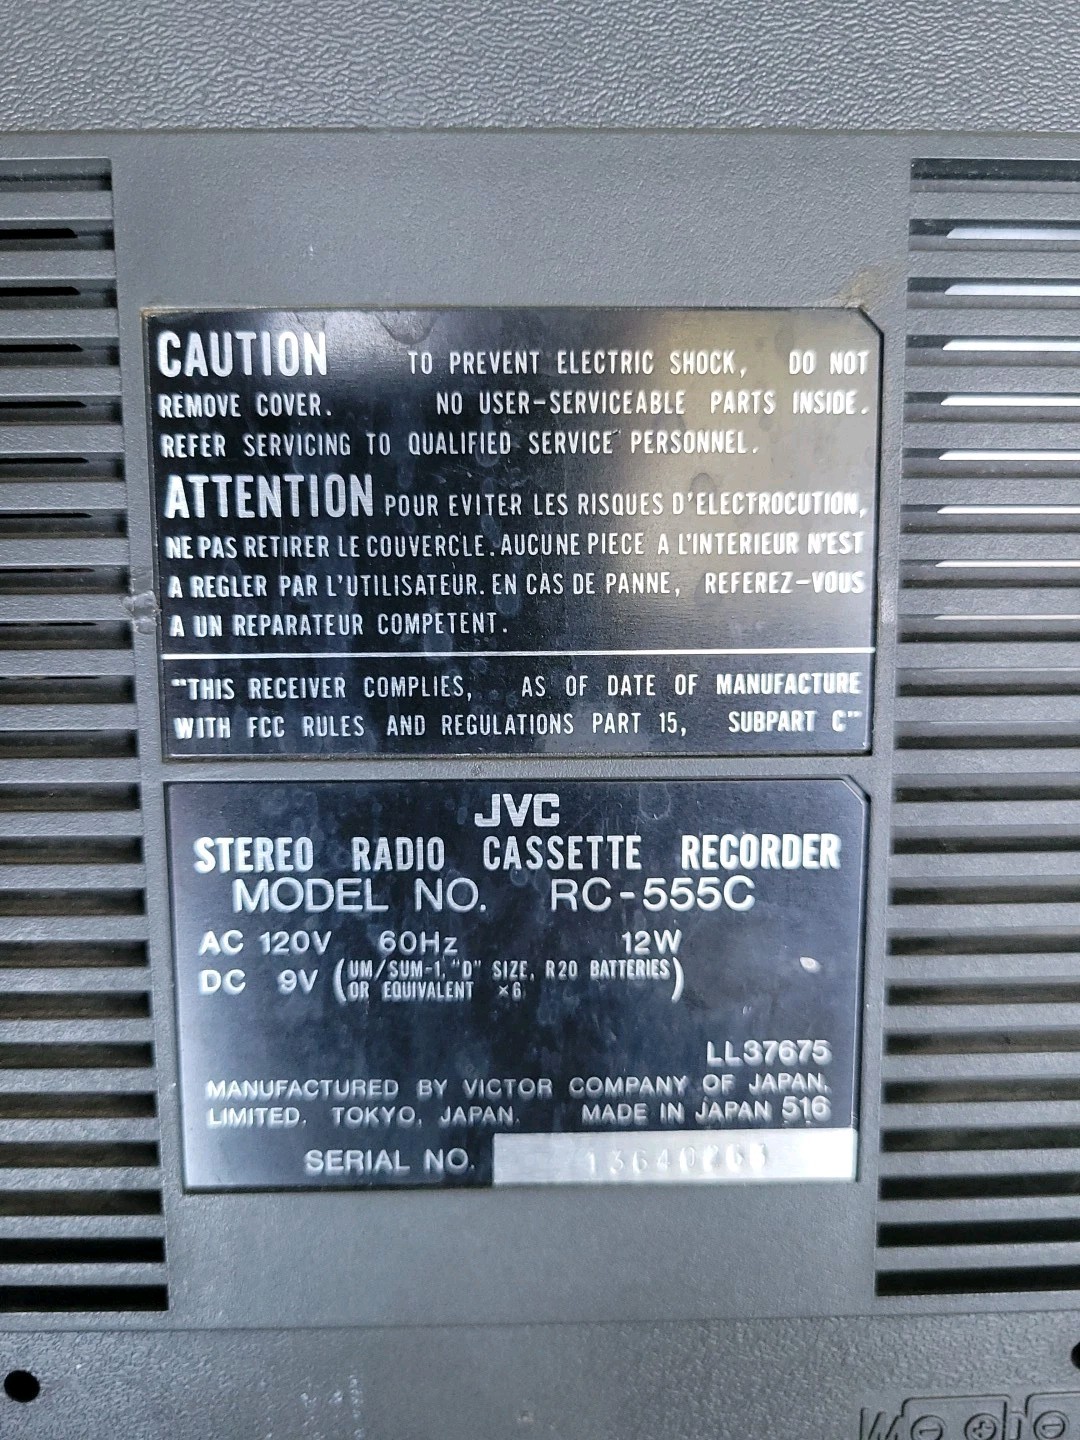 CAUTION TO PREVENT ELECTRIC SHOCK, DO NOT
REMOVE COVER. NO USER-SERVICEABLE PARTS INSIDE.
REFER SERVICING TO QUALIFIED SERVICE PERSONNEL.
ATTENTION POUR EVITER LES RISQUES D'ELECTROCUTION,
NE PAS RETIRER LE COUVERCLE. AUCUNE PIECE A L'INTERIEUR N'EST
A REGLER PAR L'UTILISATEUR. EN CAS DE PANNE, REFEREZ-VOUS
A UN REPARATEUR COMPETENT.
"THIS RECEIVER COMPLIES, AS OF DATE OF MANUFACTURE
WITH FCC RULES AND REGULATIONS PART 15, SUBPART C"
JVC
STEREO RADIO CASSETTE RECORDER
MODEL NO. RC-555C
AC 120V 60Hz 12W
DC 9V (UM/SUM-1, "D" SIZE, R20 BATTERIES
OR EQUIVALENT ×6)
LL37675
MANUFACTURED BY VICTOR COMPANY OF JAPAN,
LIMITED. TOKYO, JAPAN. MADE IN JAPAN 516
SERIAL NO.